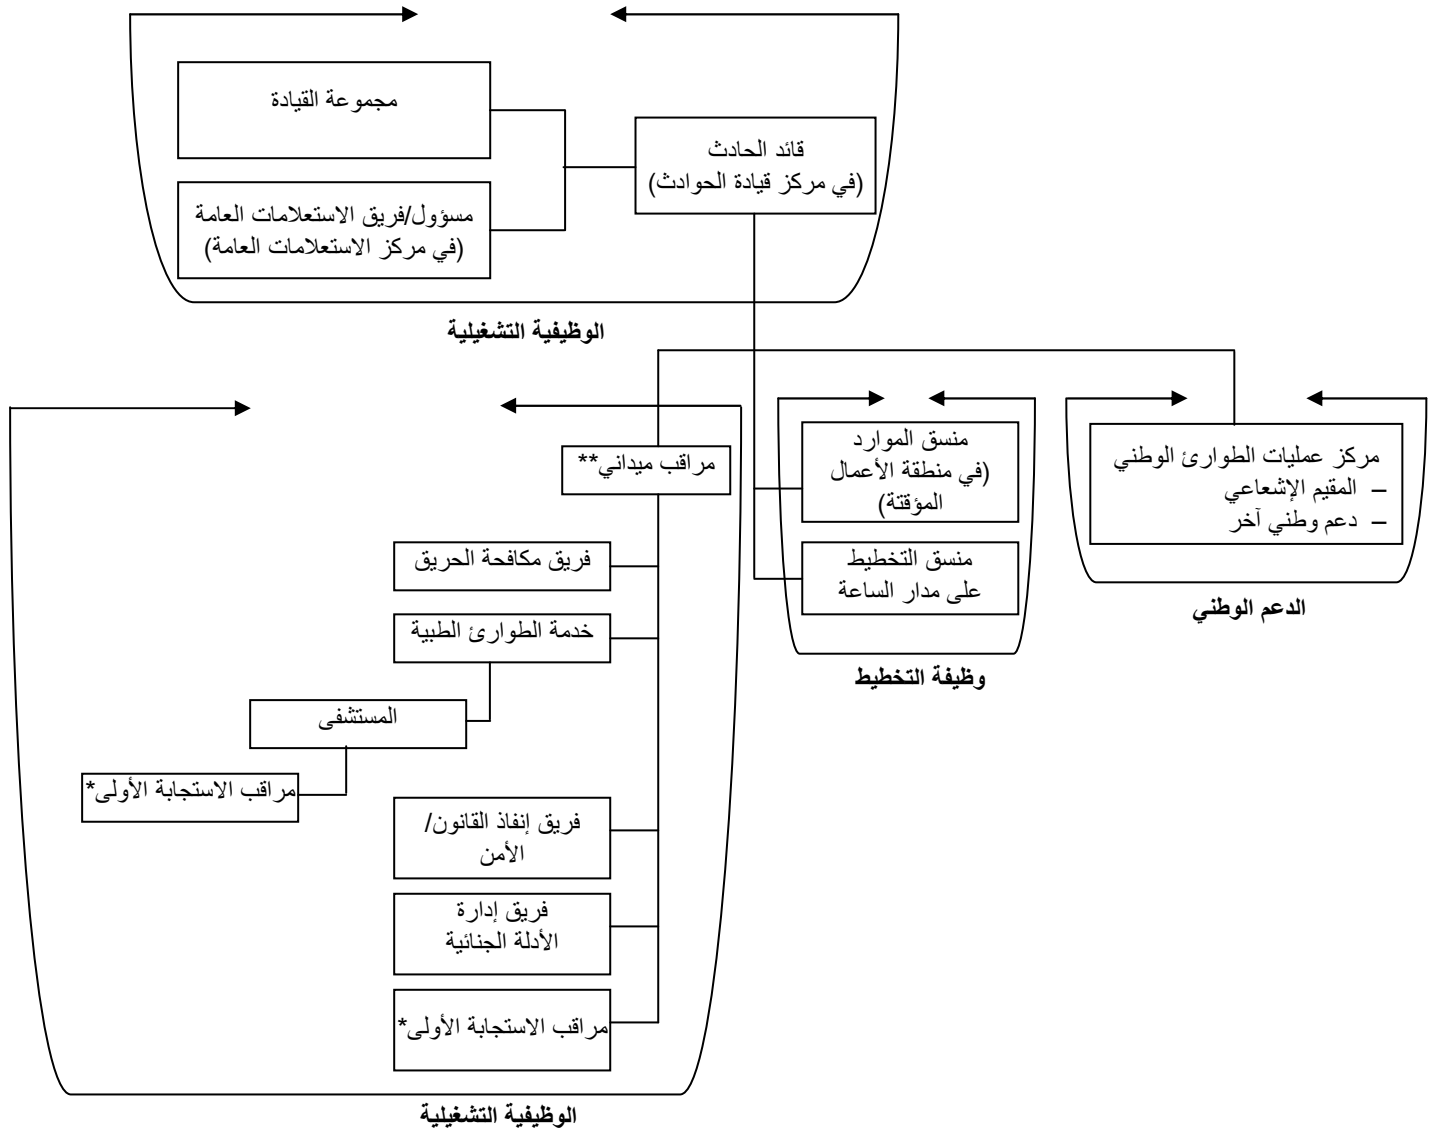 مجموعة القيادة
قائد الحادث
(في مركز قيادة الحوادث)
مسؤول/فريق الاستعلامات العامة
(في مركز الاستعلامات العامة)
الوظيفية التشغيلية
مركز عمليات الطوارئ الوطني
– المقيم الإشعاعي
– دعم وطني آخر
الدعم الوطني
منسق الموارد
(في منطقة الأعمال
المؤقتة)
منسق التخطيط
على مدار الساعة
وظيفة التخطيط
مراقب ميداني**
فريق مكافحة الحريق
خدمة الطوارئ الطبية
المستشفى
مراقب الاستجابة الأولى*
فريق إنفاذ القانون/
الأمن
فريق إدارة
الأدلة الجنائية
مراقب الاستجابة الأولى*
الوظيفية التشغيلية